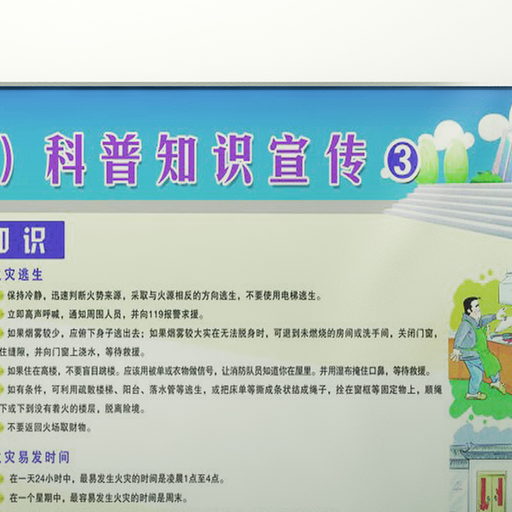 ）科普知识宣传③
知识
火灾逃生
保持冷静，迅速判断火势来源，采取与火源相反的方向逃生，不要使用电梯逃生。
立即高声呼喊，通知周围人员，并向119报警求援。
如果烟雾较少，应俯下身子逃出去；如果烟雾较大实在无法脱身时，可退到未燃烧的房间或洗手间，关闭门窗，
住缝隙，并向门窗上浇水，等待救援。
如果住在高楼，不要盲目跳楼。应该用被单或衣物做信号，让消防队员知道你在屋里。并用湿布掩住口鼻，等待救援。
如有条件，可利用疏散楼梯、阳台、落水管等逃生，或把床单等撕成条状结成绳子，拴在窗框等固定物上，顺绳
下或下到没有着火的楼层，脱离险境。
不要返回火场取财物。
火灾易发时间
在一天24小时中，最易发生火灾的时间是凌晨1点至4点。
在一个星期中，最容易发生火灾的时间是周末。